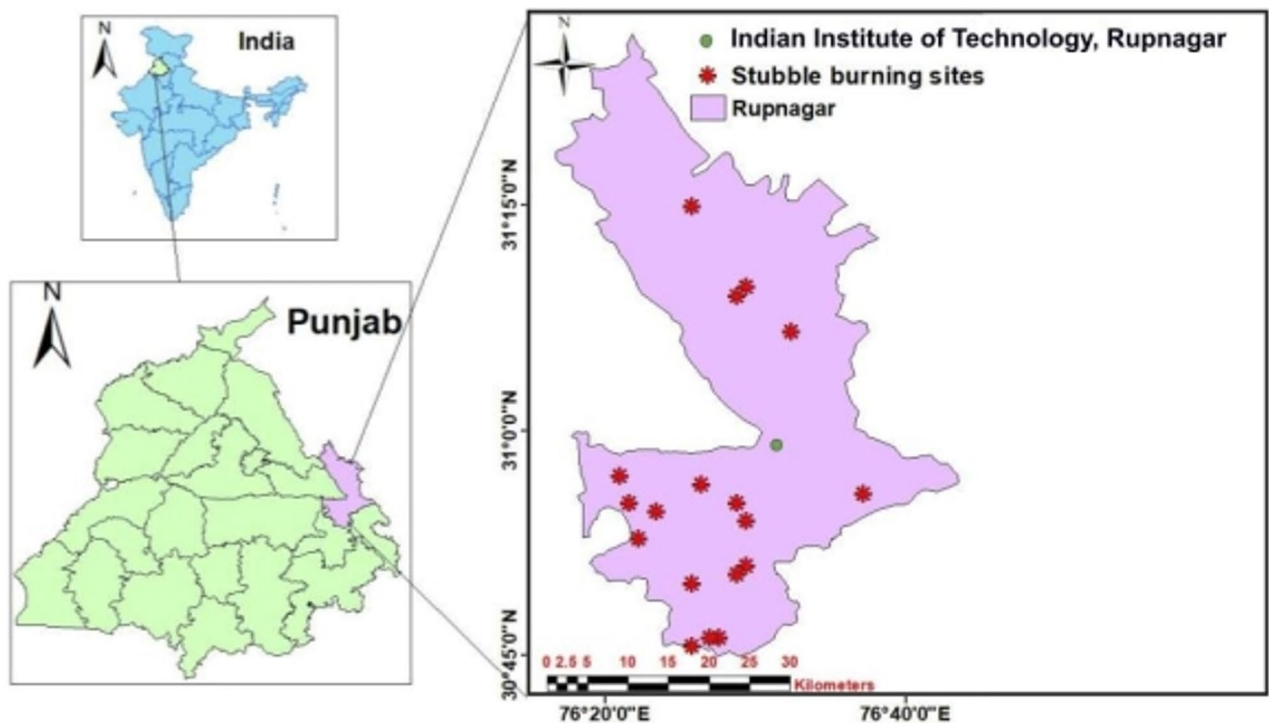 N
India
N
Punjab
N
Indian Institute of Technology, Rupnagar
Stubble burning sites
Rupnagar
31°15'0"N
31°0'0"N
30°45'0"N
0 2.5 5 10 15 20 25 30
Kilometers
76°20'0"E 76°40'0"E